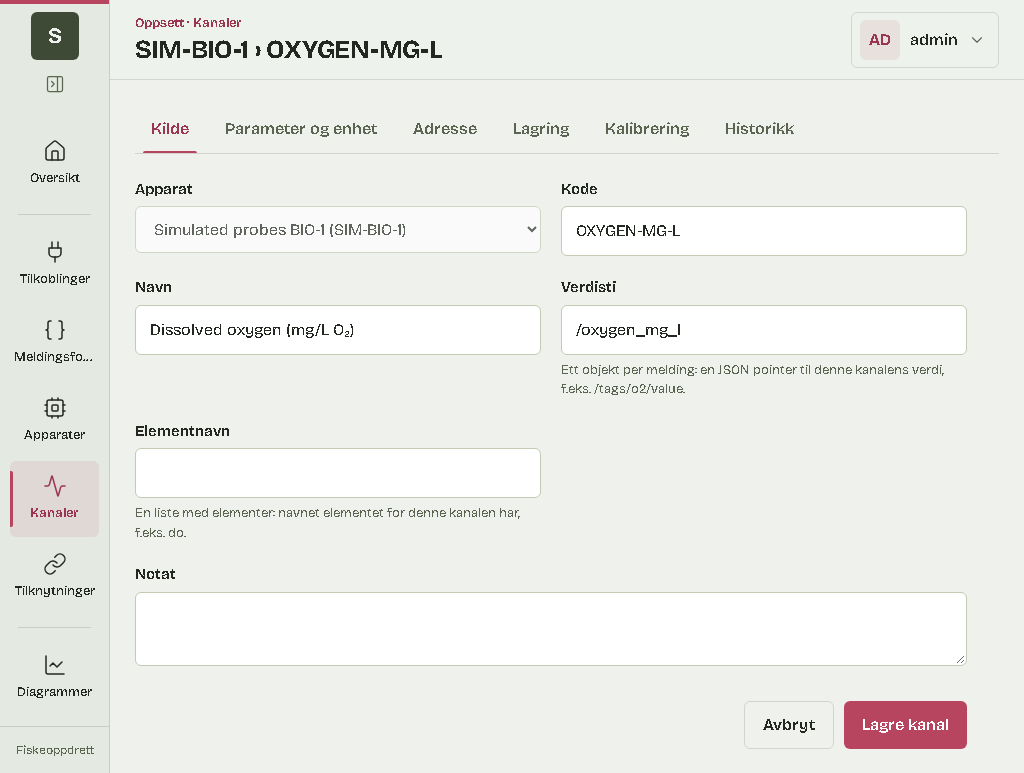 S
Oppsett · Kanaler
SIM-BIO-1 › OXYGEN-MG-L
AD admin
Oversikt
Tilkoblinger
Meldingsfo...
Apparater
Kanaler
Tilknytninger
Diagrammer
Fiskeoppdrett
Kilde Parameter og enhet Adresse Lagring Kalibrering Historikk
Apparat
Simulated probes BIO-1 (SIM-BIO-1)
Kode
OXYGEN-MG-L
Navn
Dissolved oxygen (mg/L O₂)
Verdisti
/oxygen_mg_l
Ett objekt per melding: en JSON pointer til denne kanalens verdi,
f.eks. /tags/o2/value.
Elementnavn
En liste med elementer: navnet elementet for denne kanalen har,
f.eks. do.
Notat
Avbryt
Lagre kanal